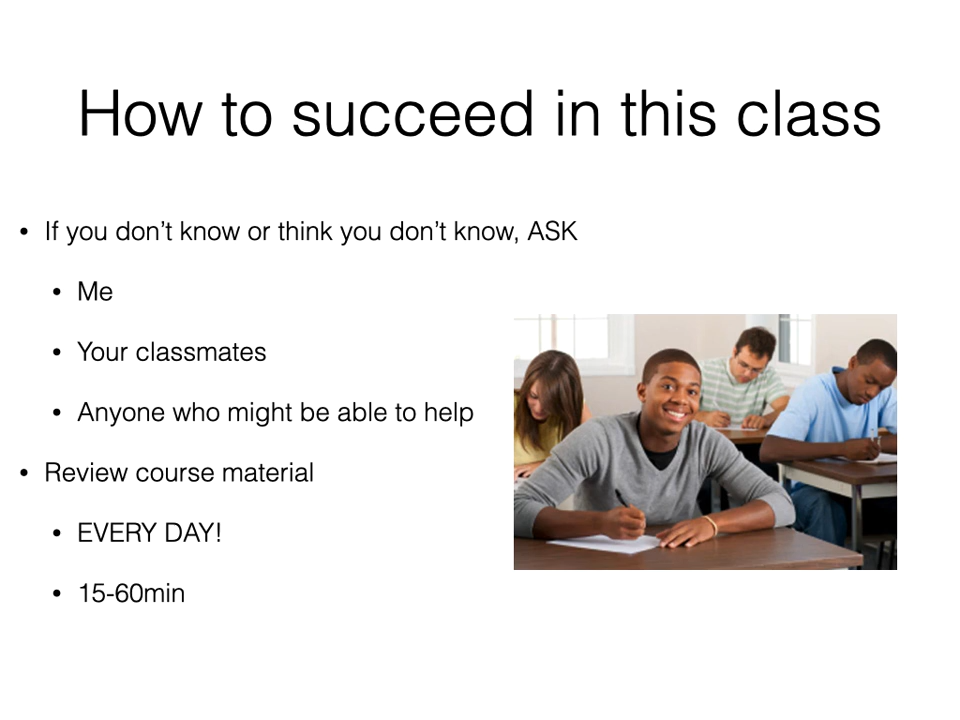 How to succeed in this class
• If you don’t know or think you don’t know, ASK
• Me
• Your classmates
• Anyone who might be able to help
• Review course material
• EVERY DAY!
• 15-60min